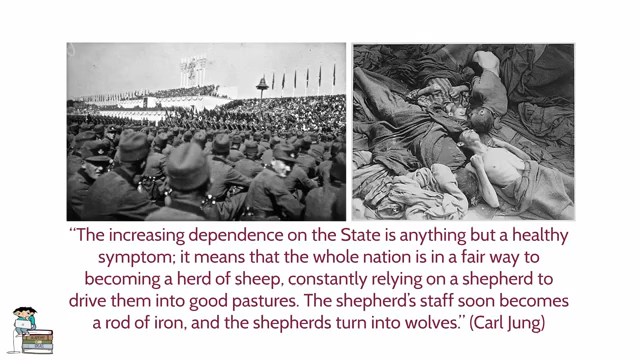 “The increasing dependence on the State is anything but a healthy
symptom; it means that the whole nation is in a fair way to
becoming a herd of sheep, constantly relying on a shepherd to
drive them into good pastures. The shepherd’s staff soon becomes
a rod of iron, and the shepherds turn into wolves.” (Carl Jung)